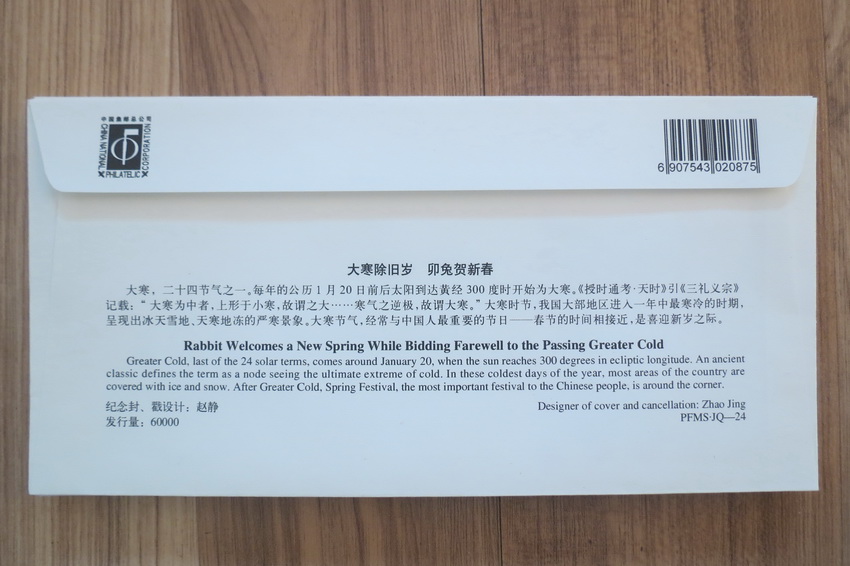 中国集邮总公司
CHINA NATIONAL
PHILATELIC
CORPORATION
6 907543 020875
大寒除旧岁 卯兔贺新春
大寒，二十四节气之一。每年的公历 1 月 20 日前后太阳到达黄经 300 度时开始为大寒。《授时通考·天时》引《三礼义宗》
记载：“大寒为中者，上形于小寒，故谓之大……寒气之逆极，故谓大寒。”大寒时节，我国大部地区进入一年中最寒冷的时期，
呈现出冰天雪地、天寒地冻的严寒景象。大寒节气，经常与中国人最重要的节日——春节的时间相接近，是喜迎新岁之际。
Rabbit Welcomes a New Spring While Bidding Farewell to the Passing Greater Cold
Greater Cold, last of the 24 solar terms, comes around January 20, when the sun reaches 300 degrees in ecliptic longitude. An ancient
classic defines the term as a node seeing the ultimate extreme of cold. In these coldest days of the year, most areas of the country are
covered with ice and snow. After Greater Cold, Spring Festival, the most important festival to the Chinese people, is around the corner.
纪念封、戳设计：赵静
Designer of cover and cancellation: Zhao Jing
发行量：60000
PFMS·JQ—24